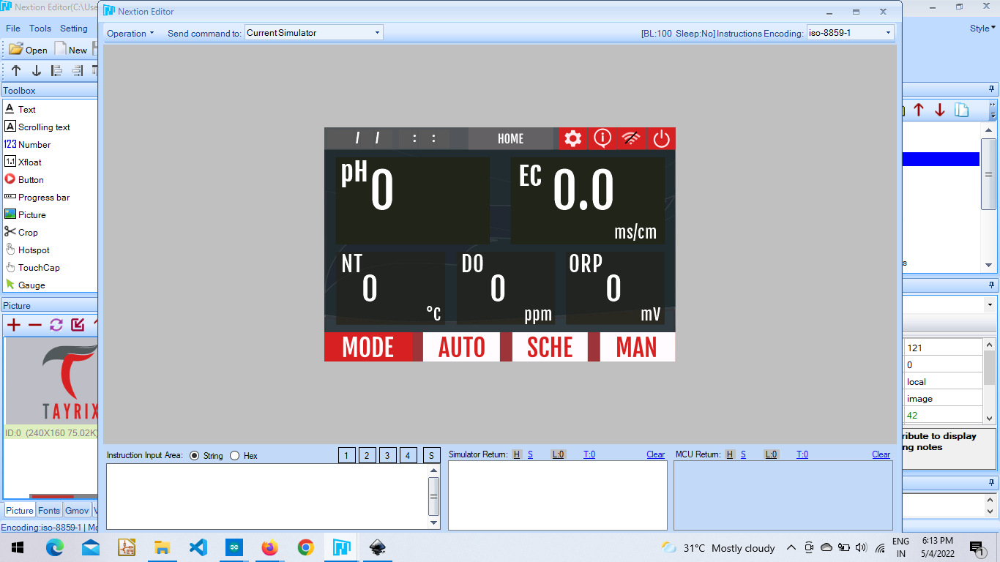 Nextion Editor(C:\Use
Nextion Editor
File Tools Setting
Style
Operation Send command to: Current Simulator
[BL:100 Sleep:No] Instructions Encoding: iso-8859-1
Open New
Toolbox
Text
Scrolling text
123 Number
1.1 Xfloat
Button
Progress bar
Picture
Crop
Hotspot
TouchCap
Gauge
/ / : : HOME
pH 0
EC 0.0
ms/cm
NT 0 °C
DO 0 ppm
ORP 0 mV
MODE AUTO SCHE MAN
Picture
TAYRIX
ID:0 (240X160 75.02K)
Picture Fonts Gmov
Encoding:iso-8859-1 | Mo
s
121
0
local
image
42
ribute to display
ng notes
Instruction Input Area: String Hex 1 2 3 4 S
Simulator Return: H S L:0 T:0 Clear
MCU Return: H S L:0 T:0 Clear
31°C Mostly cloudy
ENG
IN
6:13 PM
5/4/2022
1